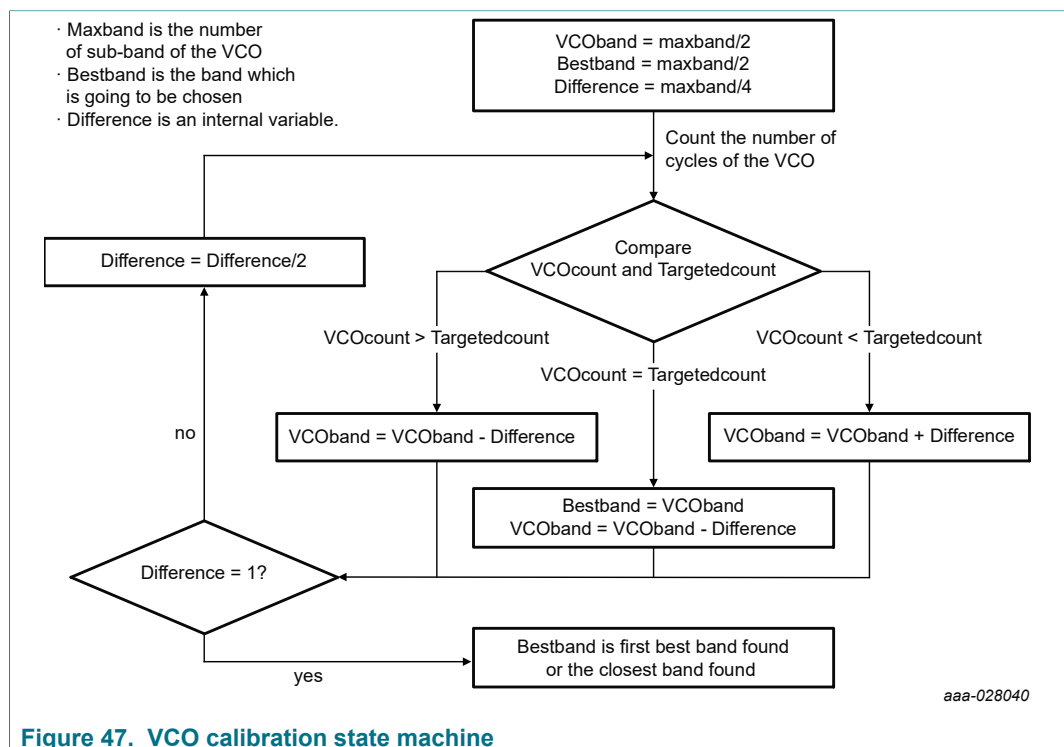 · Maxband is the number
of sub-band of the VCO
· Bestband is the band which
is going to be chosen
· Difference is an internal variable.
VCOband = maxband/2
Bestband = maxband/2
Difference = maxband/4
Count the number of
cycles of the VCO
Compare
VCOcount and Targetedcount
Difference = Difference/2
VCOcount > Targetedcount
VCOcount = Targetedcount
VCOcount < Targetedcount
no
VCOband = VCOband - Difference
VCOband = VCOband + Difference
Bestband = VCOband
VCOband = VCOband - Difference
Difference = 1?
yes
Bestband is first best band found
or the closest band found
aaa-028040
Figure 47. VCO calibration state machine